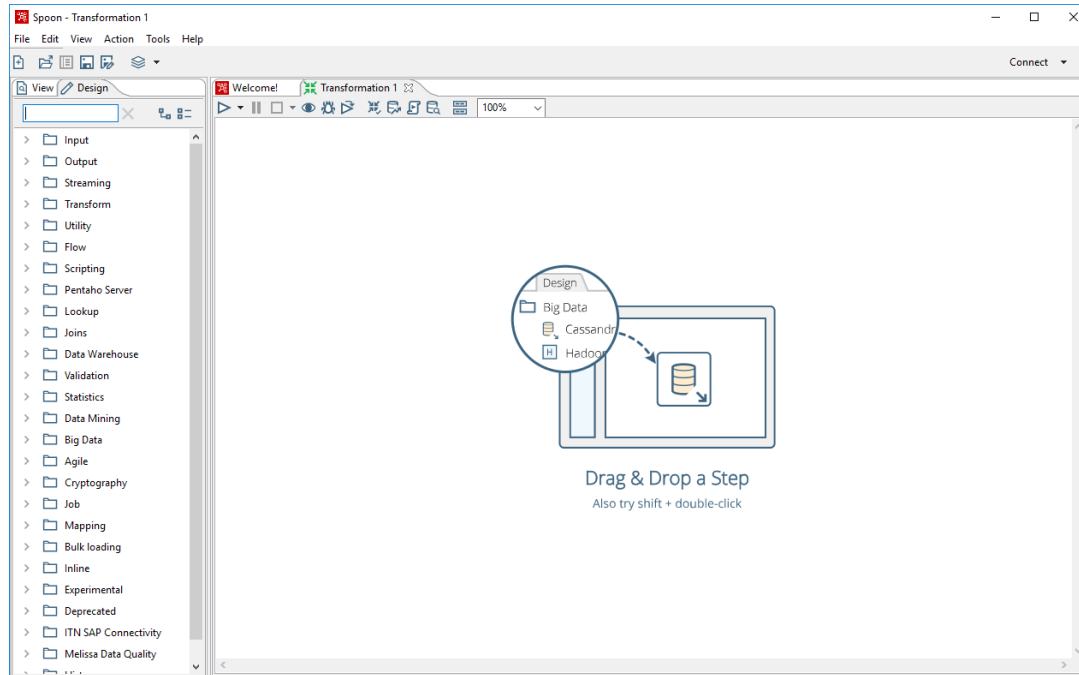 Spoon - Transformation 1
File Edit View Action Tools Help
Connect
View Design
Welcome! Transformation 1
100%
Input
Output
Streaming
Transform
Utility
Flow
Scripting
Pentaho Server
Lookup
Joins
Data Warehouse
Validation
Statistics
Data Mining
Big Data
Agile
Cryptography
Job
Mapping
Bulk loading
Inline
Experimental
Deprecated
ITN SAP Connectivity
Melissa Data Quality
Design
Big Data
Cassandr
H Hadoop
Drag & Drop a Step
Also try shift + double-click